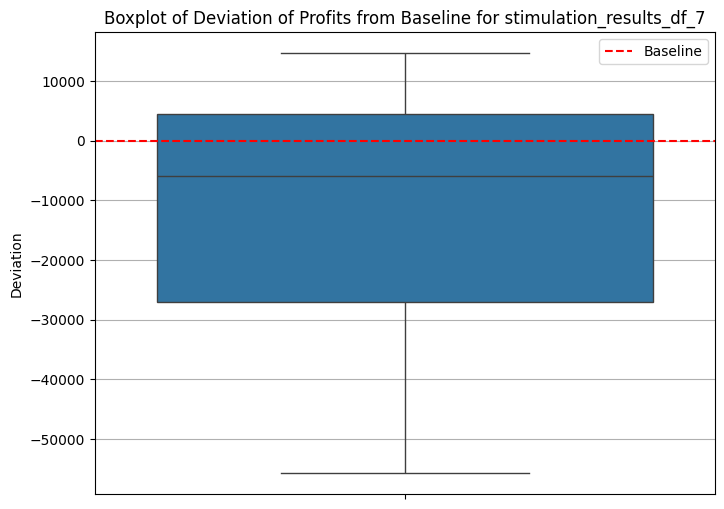 Boxplot of Deviation of Profits from Baseline for stimulation_results_df_7
Baseline
10000
0
−10000
−20000
−30000
−40000
−50000
Deviation